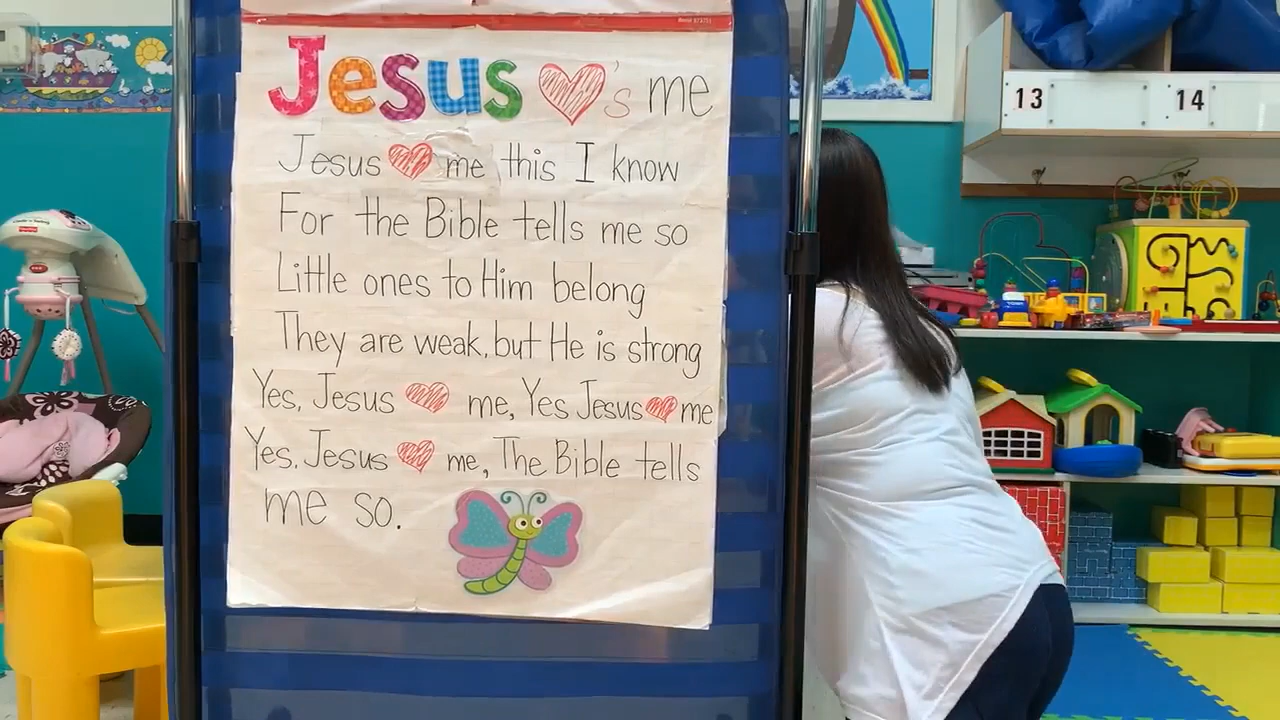 Jesus ❤'s me
Jesus ❤ me this I know
For the Bible tells me so
Little ones to Him belong
They are weak, but He is strong
Yes, Jesus ❤ me, Yes Jesus ❤ me
Yes, Jesus ❤ me, The Bible tells
me so.
13
14